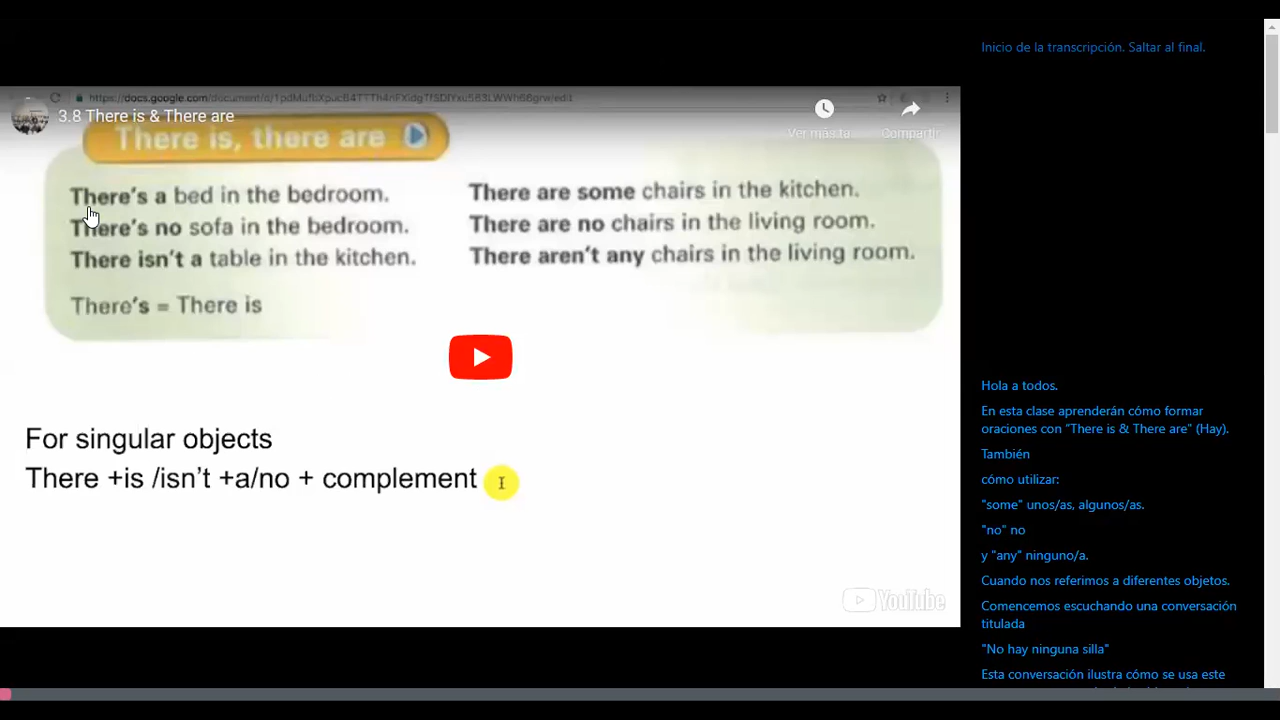 Inicio de la transcripción. Saltar al final.
3.8 There is & There are
Ver más ta...
Compartir
There is, there are
There's a bed in the bedroom.
There's no sofa in the bedroom.
There isn't a table in the kitchen.
There's = There is
There are some chairs in the kitchen.
There are no chairs in the living room.
There aren't any chairs in the living room.
For singular objects
There +is /isn't +a/no + complement
YouTube
Hola a todos.
En esta clase aprenderán cómo formar
oraciones con "There is & There are" (Hay).
También
cómo utilizar:
"some" unos/as, algunos/as.
"no" no
y "any" ninguno/a.
Cuando nos referimos a diferentes objetos.
Comencemos escuchando una conversación
titulada
"No hay ninguna silla"
Esta conversación ilustra cómo se usa este